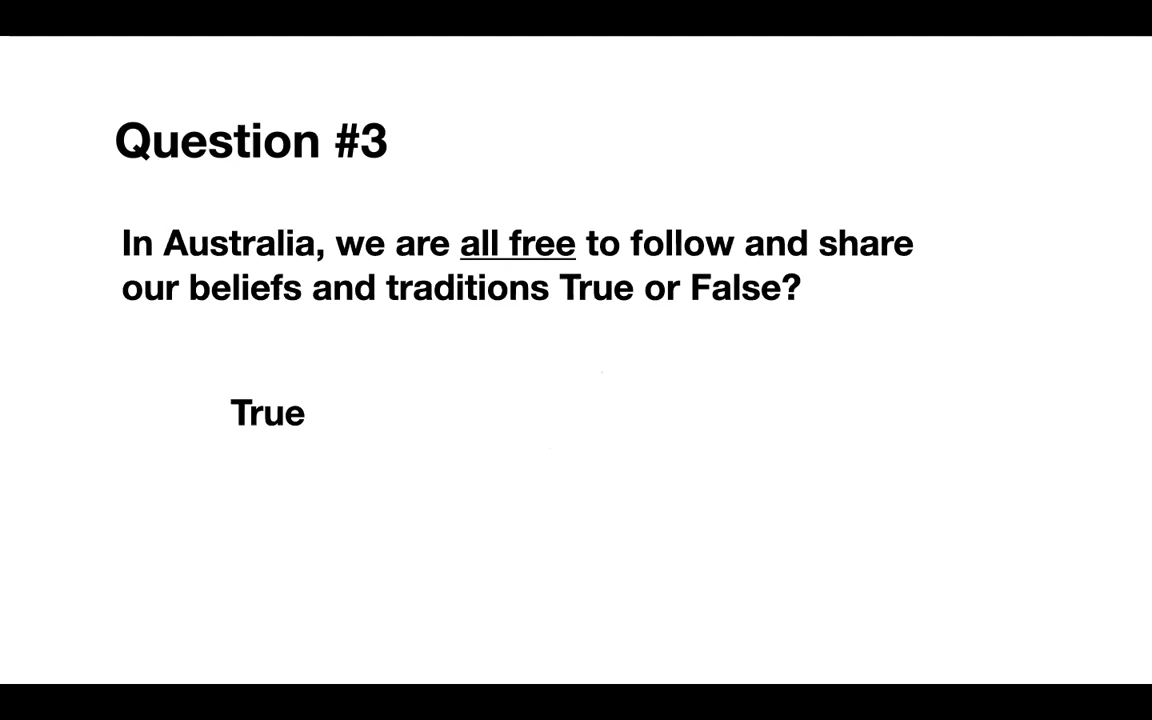 Question #3
In Australia, we are all free to follow and share
our beliefs and traditions True or False?
True